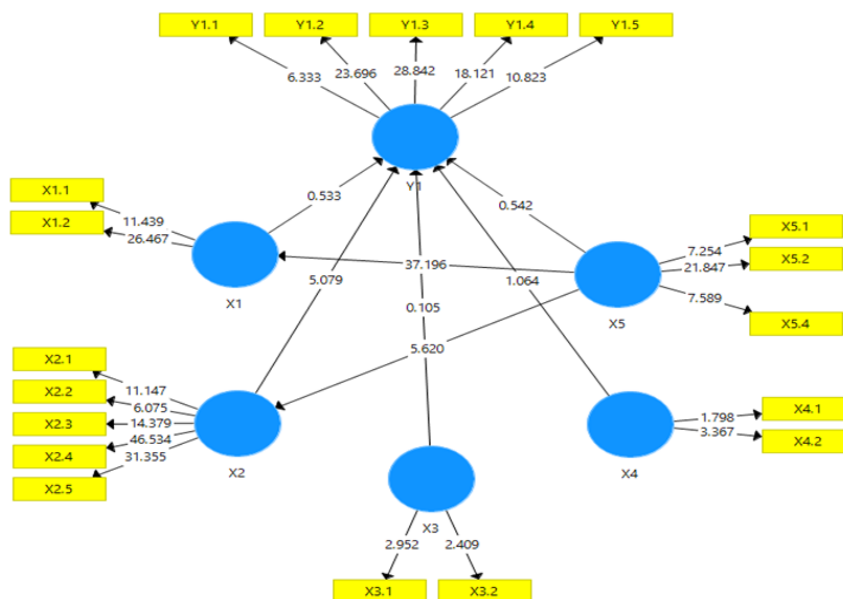 Y1.1 Y1.2 Y1.3 Y1.4 Y1.5
6.333 23.696 28.842 18.121 10.823
Y1
X1.1
X1.2
11.439
26.467
0.533
0.542
X5.1
X5.2
X5.4
7.254
21.847
7.589
37.196
5.079
1.064
X1
X5
0.105
5.620
X2.1
X2.2
X2.3
X2.4
X2.5
11.147
6.075
14.379
46.534
31.355
X2
X4.1
X4.2
1.798
3.367
X4
X3
2.952 2.409
X3.1 X3.2